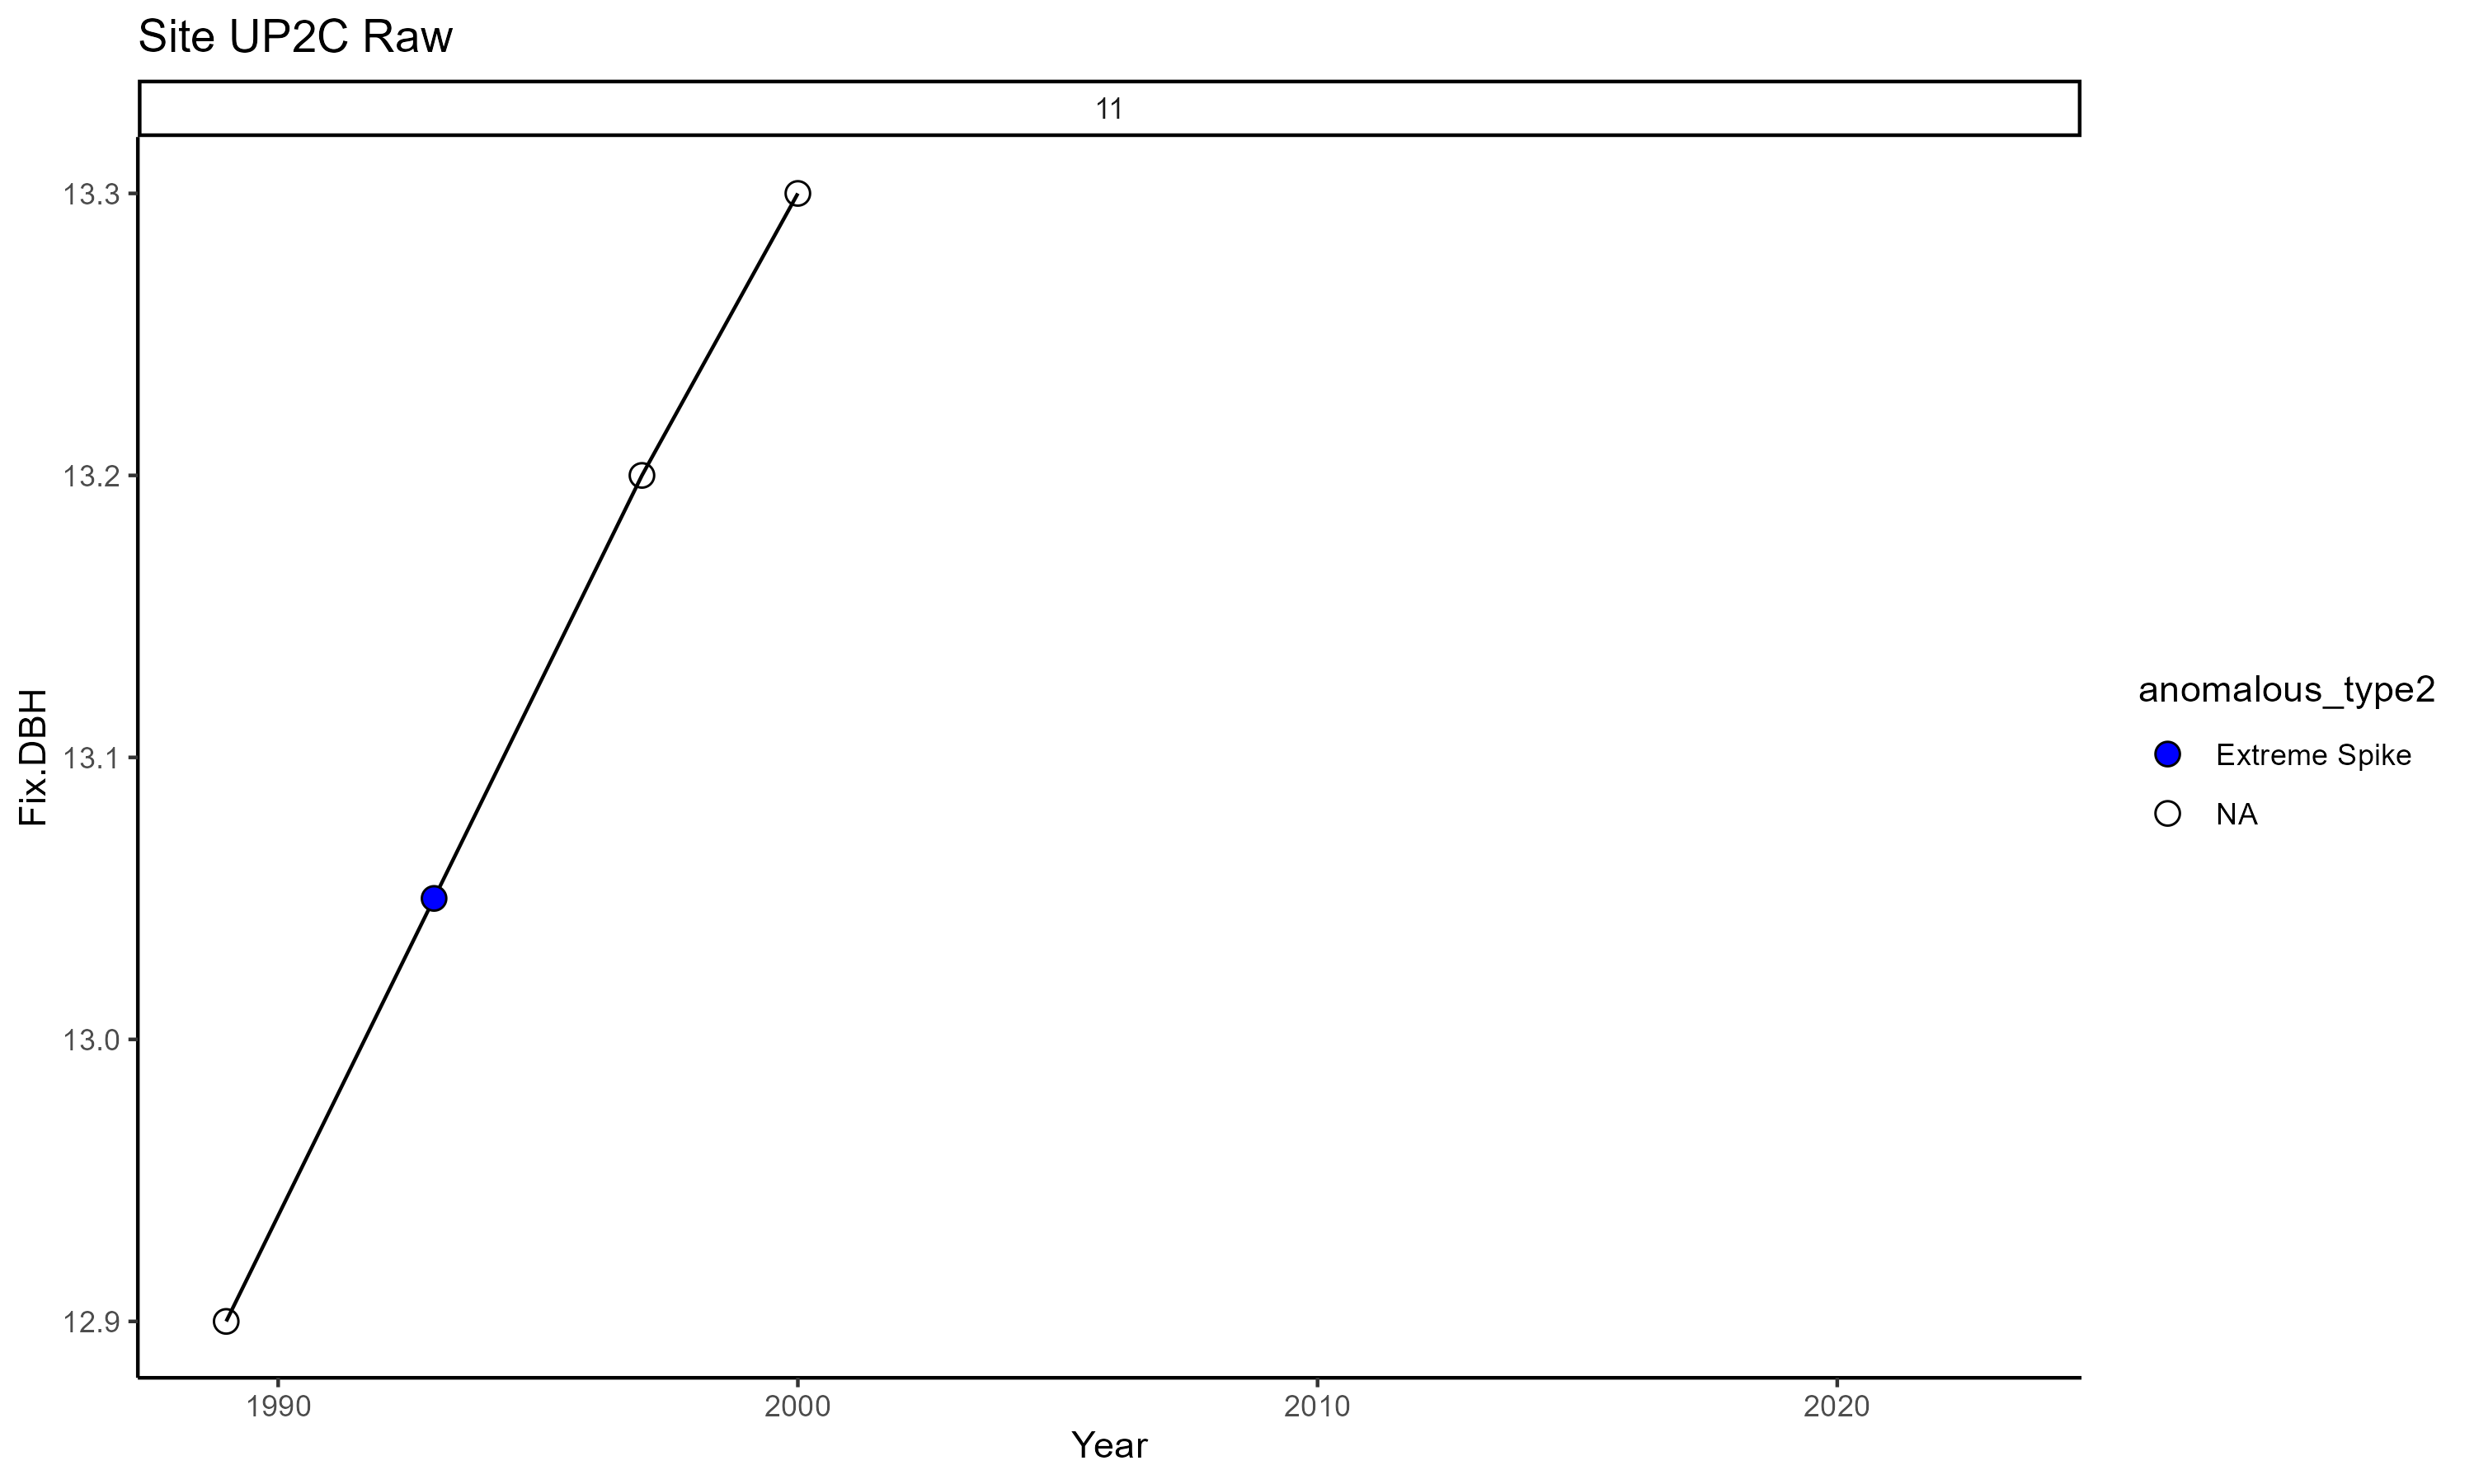 Site UP2C Raw
11
13.3
13.2
13.1
13.0
12.9
Fix.DBH
1990 2000 2010 2020
Year
anomalous_type2
Extreme Spike
NA